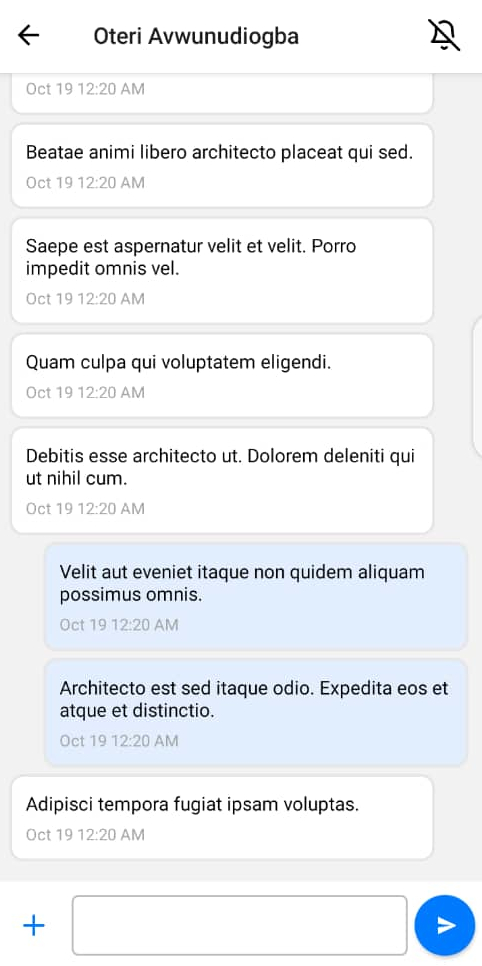 Oteri Avwunudiogba
Oct 19 12:20 AM
Beatae animi libero architecto placeat qui sed.
Oct 19 12:20 AM
Saepe est aspernatur velit et velit. Porro
impedit omnis vel.
Oct 19 12:20 AM
Quam culpa qui voluptatem eligendi.
Oct 19 12:20 AM
Debitis esse architecto ut. Dolorem deleniti qui
ut nihil cum.
Oct 19 12:20 AM
Velit aut eveniet itaque non quidem aliquam
possimus omnis.
Oct 19 12:20 AM
Architecto est sed itaque odio. Expedita eos et
atque et distinctio.
Oct 19 12:20 AM
Adipisci tempora fugiat ipsam voluptas.
Oct 19 12:20 AM